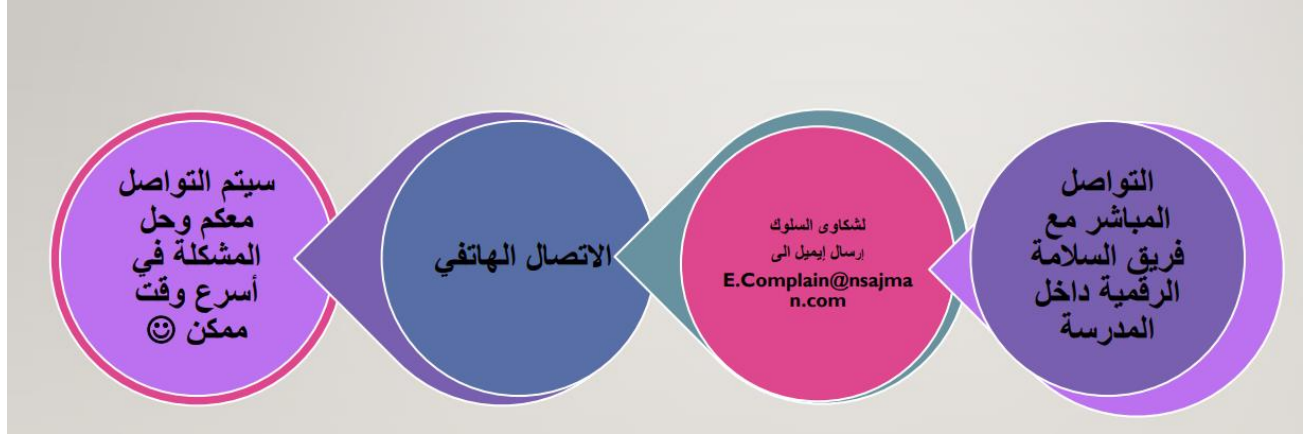 التواصل
المباشر مع
فريق السلامة
الرقمية داخل
المدرسة
لشكاوى السلوك
إرسال إيميل الى
E.Complain@nsajma
n.com
الاتصال الهاتفي
سيتم التواصل
معكم وحل
المشكلة في
أسرع وقت
ممكن ☺